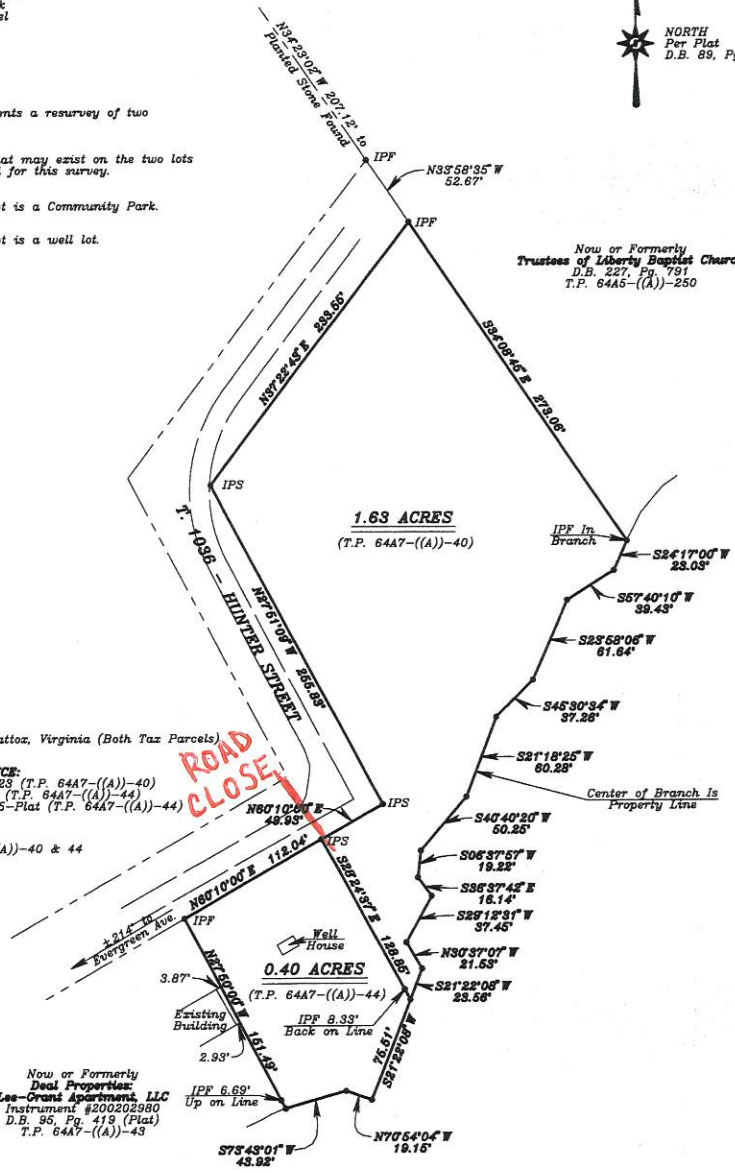 el
N34°23'02" W 207.12' to
Planted Stone Found
NORTH
Per Plat
D.B. 89, Pg
ents a resurvey of two
at may exist on the two lots
for this survey.
t is a Community Park.
t is a well lot.
IPF
N33°58'35" W
52.67'
IPF
Now or Formerly
Trustees of Liberty Baptist Churc
D.B. 227, Pg. 791
T.P. 64A5-((A))-250
N37°22'43" E 233.55'
S34°08'45" E 273.06'
IPS
1.63 ACRES
(T.P. 64A7-((A))-40)
IPF In
Branch
S24°17'00" W
23.03'
S57°40'10" W
39.43'
T. 1036 - HUNTER STREET
N27°51'09" W 255.83'
S23°58'06" W
61.64'
S45°30'34" W
37.26'
S21°18'25" W
60.28'
Center of Branch Is
Property Line
ttox, Virginia (Both Tax Parcels)
CE:
23 (T.P. 64A7-((A))-40)
(T.P. 64A7-((A))-44)
5-Plat (T.P. 64A7-((A))-44)
A))-40 & 44
ROAD
CLOSE
N60°10'50" E
49.93'
IPS
IPS
S40°40'20" W
50.25'
S06°37'57" W
19.22'
S36°37'42" E
16.14'
S29°12'31" W
37.45'
N30°37'07" W
21.53'
S21°22'08" W
23.56'
N60°10'00" E 112.04'
S28°24'37" E 128.85'
±214' to
Evergreen Ave.
IPF
Well
House
0.40 ACRES
(T.P. 64A7-((A))-44)
3.87'
Existing
Building
2.93'
N27°50'00" W 151.49'
IPF 8.33'
Back on Line
75.51'
S21°22'08" W
Now or Formerly
Deal Properties:
Lee-Grant Apartment, LLC
Instrument #200202980
D.B. 95, Pg. 419 (Plat)
T.P. 64A7-((A))-43
IPF 6.69'
Up on Line
S73°43'01" W
43.92'
N70°54'04" W
19.15'